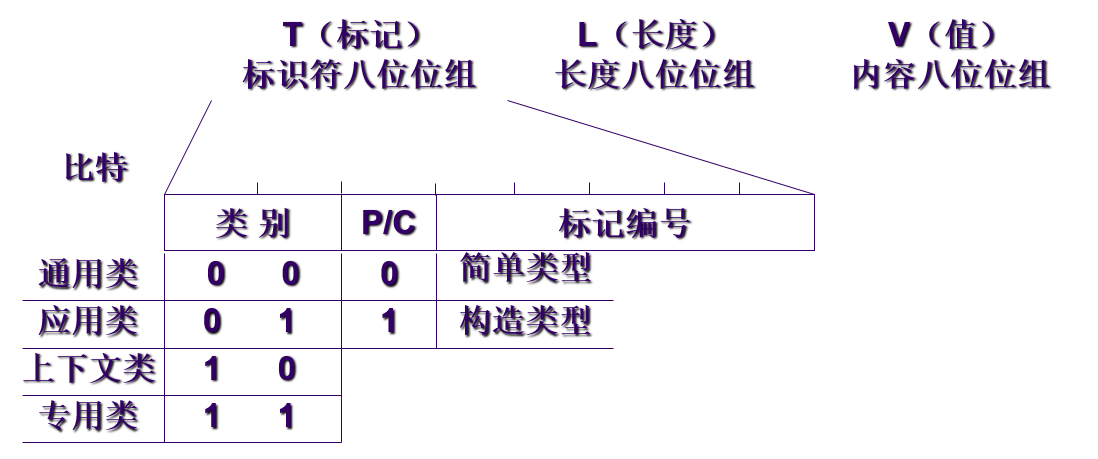 T（标记） L（长度） V（值）
标识符八位位组 长度八位位组 内容八位位组
比特
类 别 P/C 标记编号
通用类 0 0 0 简单类型
应用类 0 1 1 构造类型
上下文类 1 0
专用类 1 1